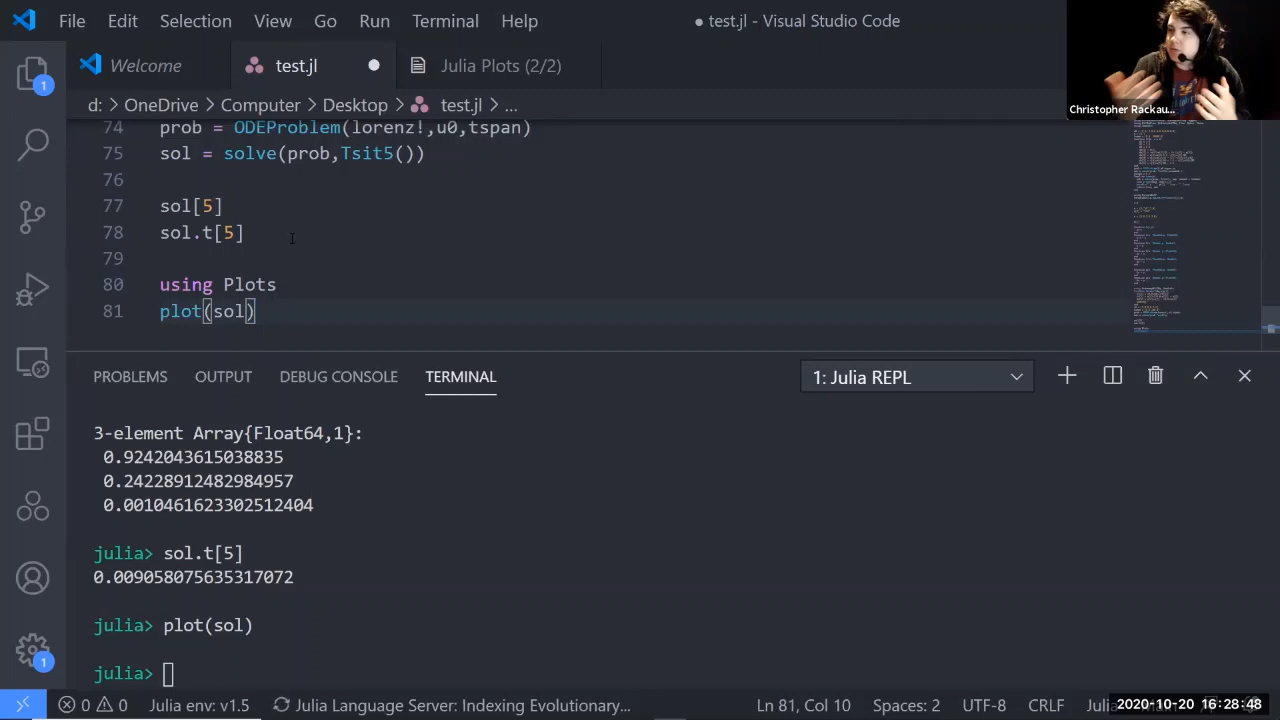 File Edit Selection View Go Run Terminal Help ● test.jl - Visual Studio Code
Welcome test.jl ● Julia Plots (2/2)
d: > OneDrive > Computer > Desktop > test.jl > ...
Christopher Rackau...
74 prob = ODEProblem(lorenz!, pan)
75 sol = solve(prob,Tsit5())
76
77 sol[5]
78 sol.t[5]
79
80 using Plots
81 plot(sol)
1
PROBLEMS OUTPUT DEBUG CONSOLE TERMINAL 1: Julia REPL
3-element Array{Float64,1}:
0.9242043615038835
0.24228912482984957
0.0010461623302512404
julia> sol.t[5]
0.009058075635317072
julia> plot(sol)
julia>
1
0 0 Julia env: v1.5 Julia Language Server: Indexing Evolutionary... Ln 81, Col 10 Spaces: 2 UTF-8 CRLF
2020-10-20 16:28:48